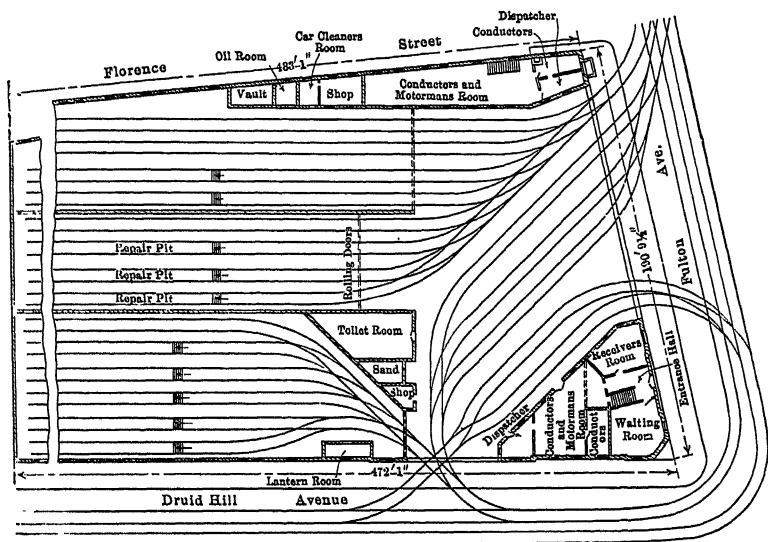 Dispatcher
Conductors
Car Cleaners
Room
Oil Room
Florence
483'-1"
Street
Vault
Shop
Conductors and
Motormans Room
Ave.
190' 9½"
Fulton
Repair Pit
Repair Pit
Repair Pit
Rolling Doors
Toilet Room
Sand
Shop
Receivers
Room
Entrance Hall
Dispatcher
Conductors
and
Motormans
Room
Conduct
ors
Waiting
Room
Lantern Room
472'-1"
Druid Hill
Avenue